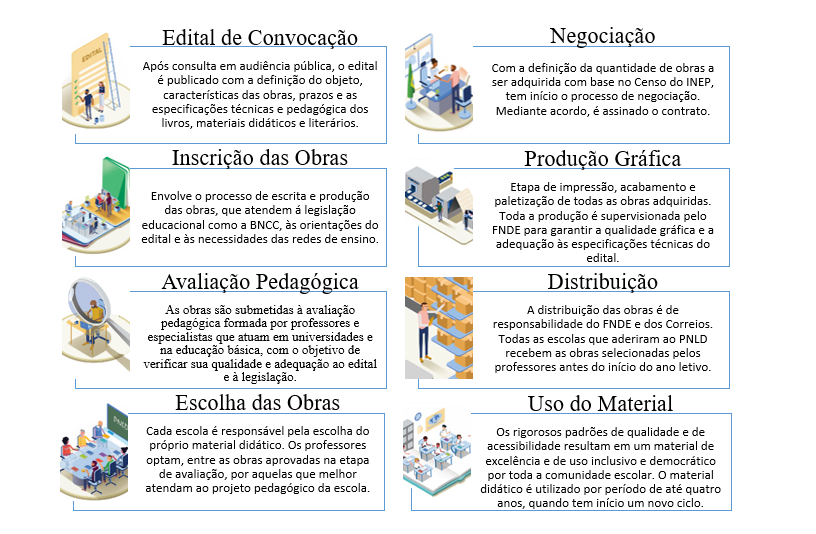 Edital de Convocação
Após consulta em audiência pública, o edital
é publicado com a definição do objeto,
características das obras, prazos e as
especificações técnicas e pedagógica dos
livros, materiais didáticos e literários.
EDITAL
Inscrição das Obras
Envolve o processo de escrita e produção
das obras, que atendem á legislação
educacional como a BNCC, às orientações do
edital e às necessidades das redes de ensino.
Avaliação Pedagógica
As obras são submetidas à avaliação
pedagógica formada por professores e
especialistas que atuam em universidades e
na educação básica, com o objetivo de
verificar sua qualidade e adequação ao edital
e à legislação.
Escolha das Obras
Cada escola é responsável pela escolha do
próprio material didático. Os professores
optam, entre as obras aprovadas na etapa
de avaliação, por aquelas que melhor
atendam ao projeto pedagógico da escola.
Negociação
Com a definição da quantidade de obras a
ser adquirida com base no Censo do INEP,
tem início o processo de negociação.
Mediante acordo, é assinado o contrato.
Produção Gráfica
Etapa de impressão, acabamento e
paletização de todas as obras adquiridas.
Toda a produção é supervisionada pelo
FNDE para garantir a qualidade gráfica e a
adequação às especificações técnicas do
edital.
Distribuição
A distribuição das obras é de
responsabilidade do FNDE e dos Correios.
Todas as escolas que aderiram ao PNLD
recebem as obras selecionadas pelos
professores antes do início do ano letivo.
Uso do Material
Os rigorosos padrões de qualidade e de
acessibilidade resultam em um material de
excelência e de uso inclusivo e democrático
por toda a comunidade escolar. O material
didático é utilizado por período de até quatro
anos, quando tem início um novo ciclo.